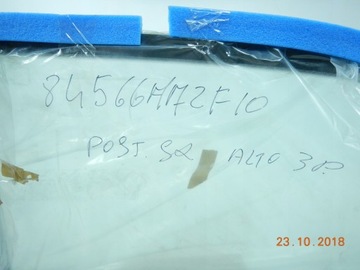 84566M72F10
POST. SX ALTO 3P
23.10.2018